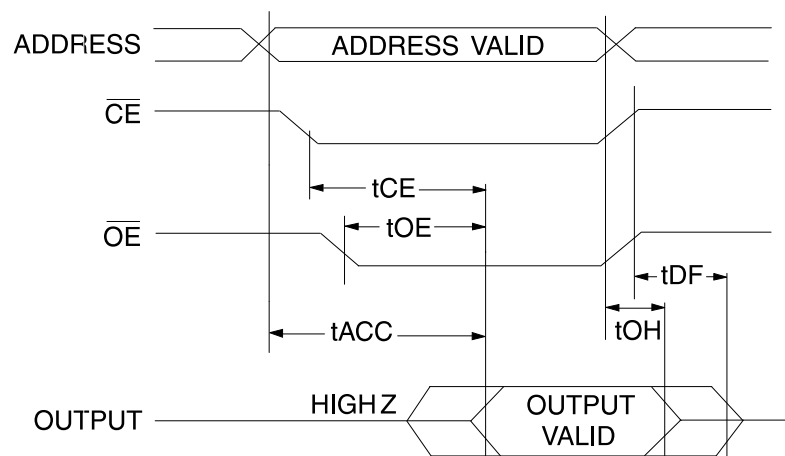 ADDRESS
ADDRESS VALID
CE
tCE
OE
tOE
tDF
tACC
tOH
HIGH Z
OUTPUT
OUTPUT
VALID